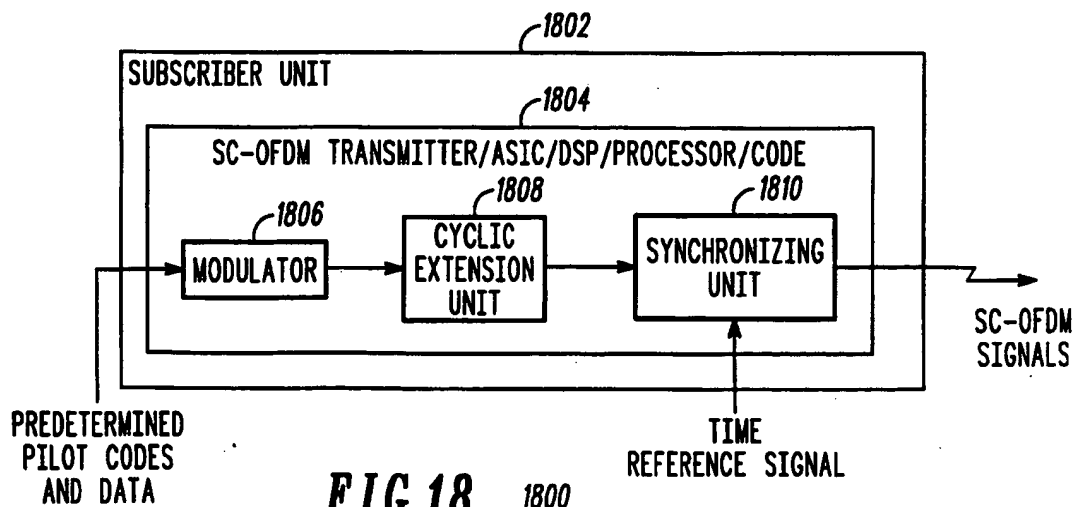 1802
SUBSCRIBER UNIT
1804
SC-OFDM TRANSMITTER/ASIC/DSP/PROCESSOR/CODE
1806
MODULATOR
1808
CYCLIC
EXTENSION
UNIT
1810
SYNCHRONIZING
UNIT
SC-OFDM
SIGNALS
PREDETERMINED
PILOT CODES
AND DATA
TIME
REFERENCE SIGNAL
FIG.18
1800